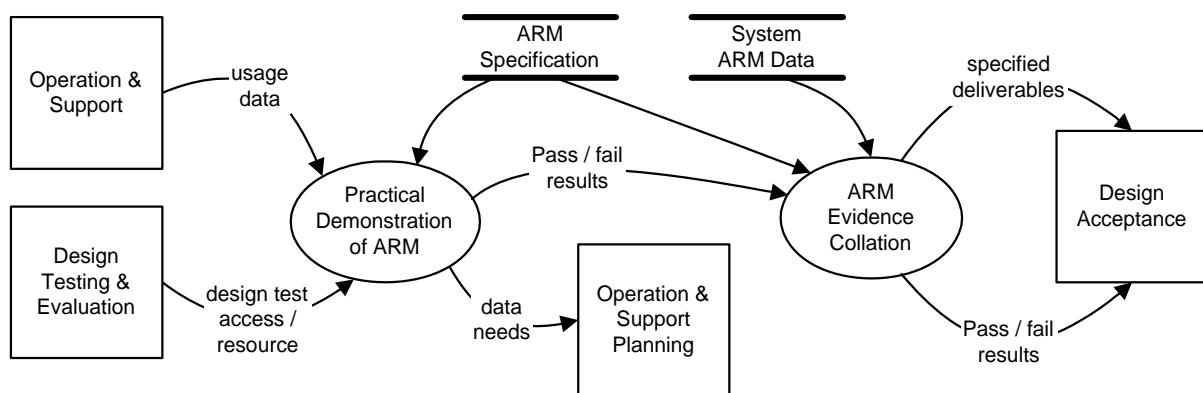 Operation &
Support
usage
data
ARM
Specification
System
ARM Data
specified
deliverables
Practical
Demonstration
of ARM
Pass / fail
results
ARM
Evidence
Collation
Design
Acceptance
Design
Testing &
Evaluation
design test
access /
resource
data
needs
Operation &
Support
Planning
Pass / fail
results